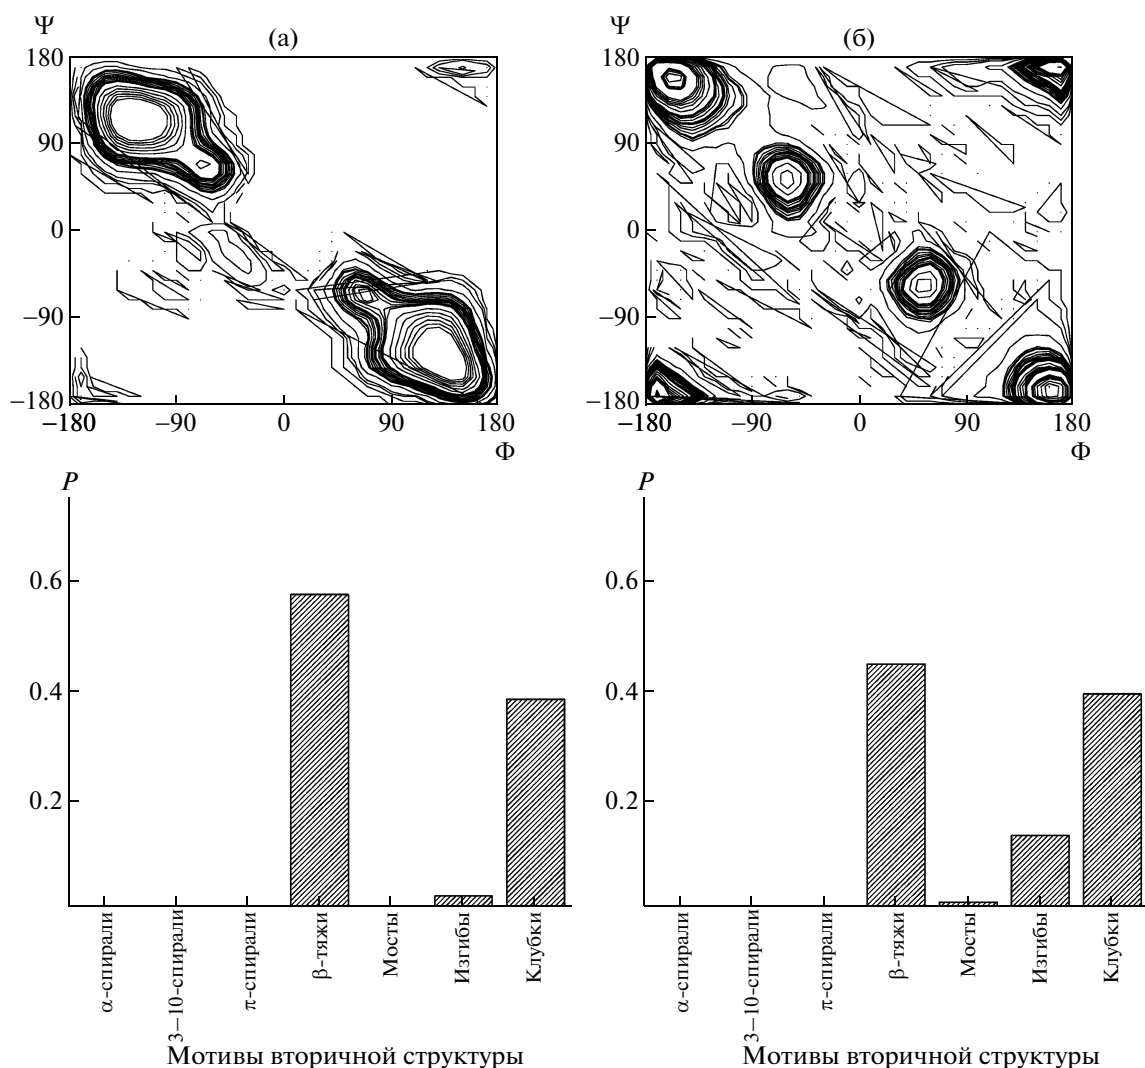 Ψ
(а)
180
90
0
−90
−180
−180
−90
0
90
180
Φ
Ψ
(б)
180
90
0
−90
−180
−180
−90
0
90
180
Φ
P
0.6
0.4
0.2
α-спирали
3−10-спирали
π-спирали
β-тяжи
Мосты
Изгибы
Клубки
Мотивы вторичной структуры
P
0.6
0.4
0.2
α-спирали
3−10-спирали
π-спирали
β-тяжи
Мосты
Изгибы
Клубки
Мотивы вторичной структуры